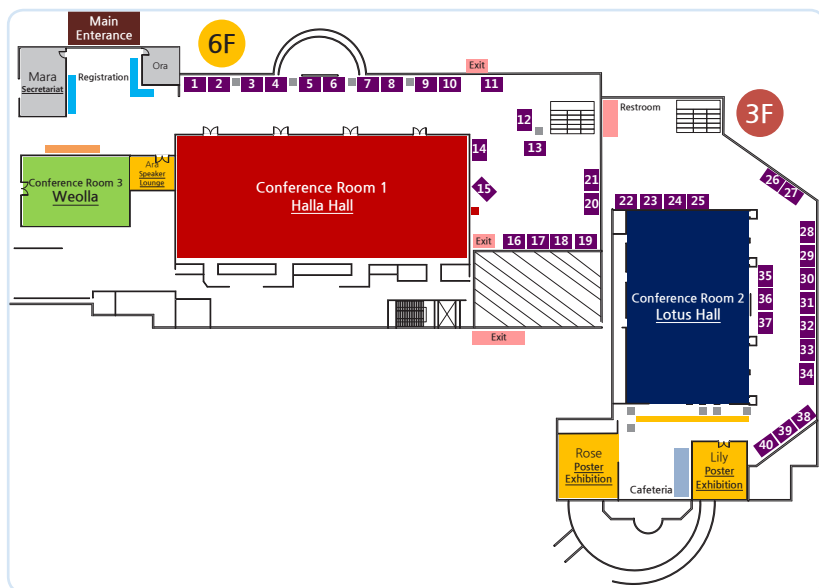 Main
Enterance
6F
Mara
Secretariat
Registration
Ora
1 2 3 4 5 6 7 8 9 10 11
Exit
Restroom
3F
12
13
14
15
Ara
Speaker
Lounge
Conference Room 3
Weolla
Conference Room 1
Halla Hall
21
20
Exit
16 17 18 19
22 23 24 25
26
27
28
29
30
31
32
33
34
35
36
37
Conference Room 2
Lotus Hall
Exit
38
39
40
Rose
Poster
Exhibition
Cafeteria
Lily
Poster
Exhibition